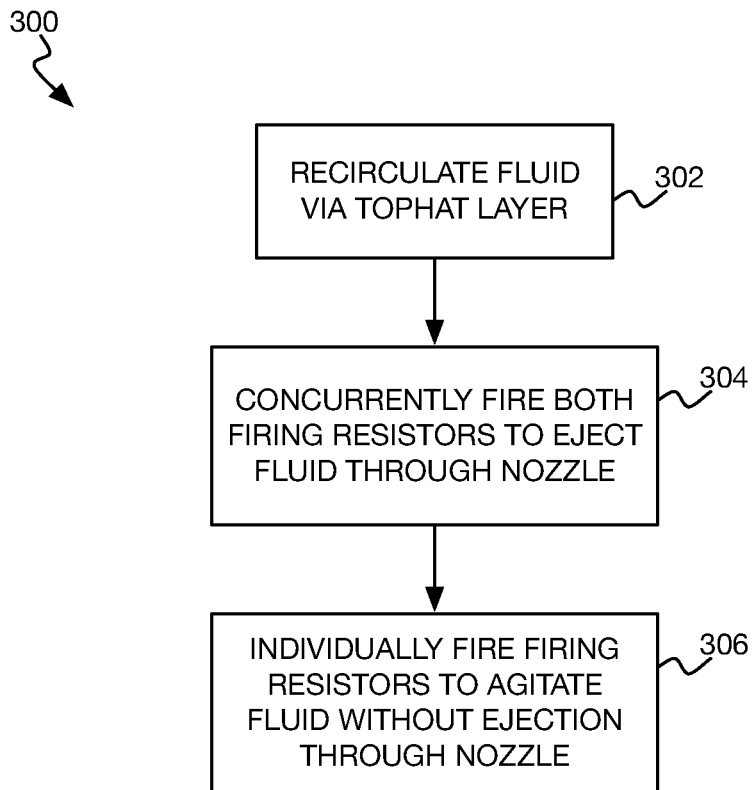 300
RECIRCULATE FLUID
VIA TOPHAT LAYER
302
CONCURRENTLY FIRE BOTH
FIRING RESISTORS TO EJECT
FLUID THROUGH NOZZLE
304
INDIVIDUALLY FIRE FIRING
RESISTORS TO AGITATE
FLUID WITHOUT EJECTION
THROUGH NOZZLE
306